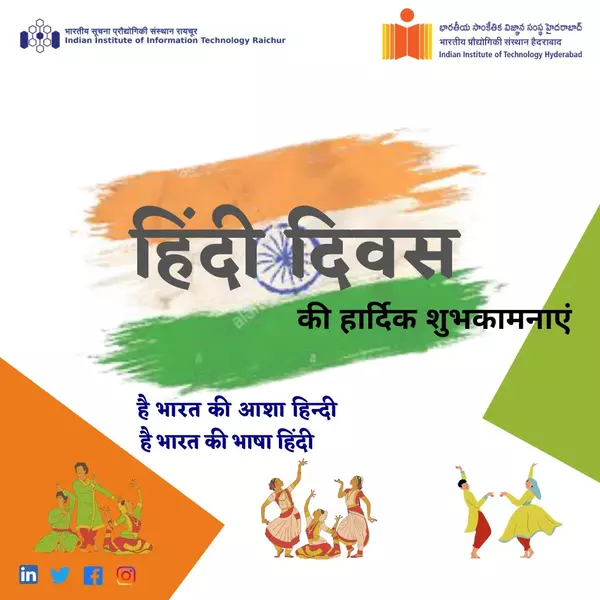 भारतीय सूचना प्रौद्योगिकी संस्थान रायचूर
Indian Institute of Information Technology Raichur
భారతీయ సాంకేతిక విజ్ఞాన సంస్థ హైదరాబాద్
भारतीय प्रौद्योगिकी संस्थान हैदराबाद
Indian Institute of Technology Hyderabad
हिंदी दिवस
की हार्दिक शुभकामनाएं
है भारत की आशा हिन्दी
है भारत की भाषा हिंदी